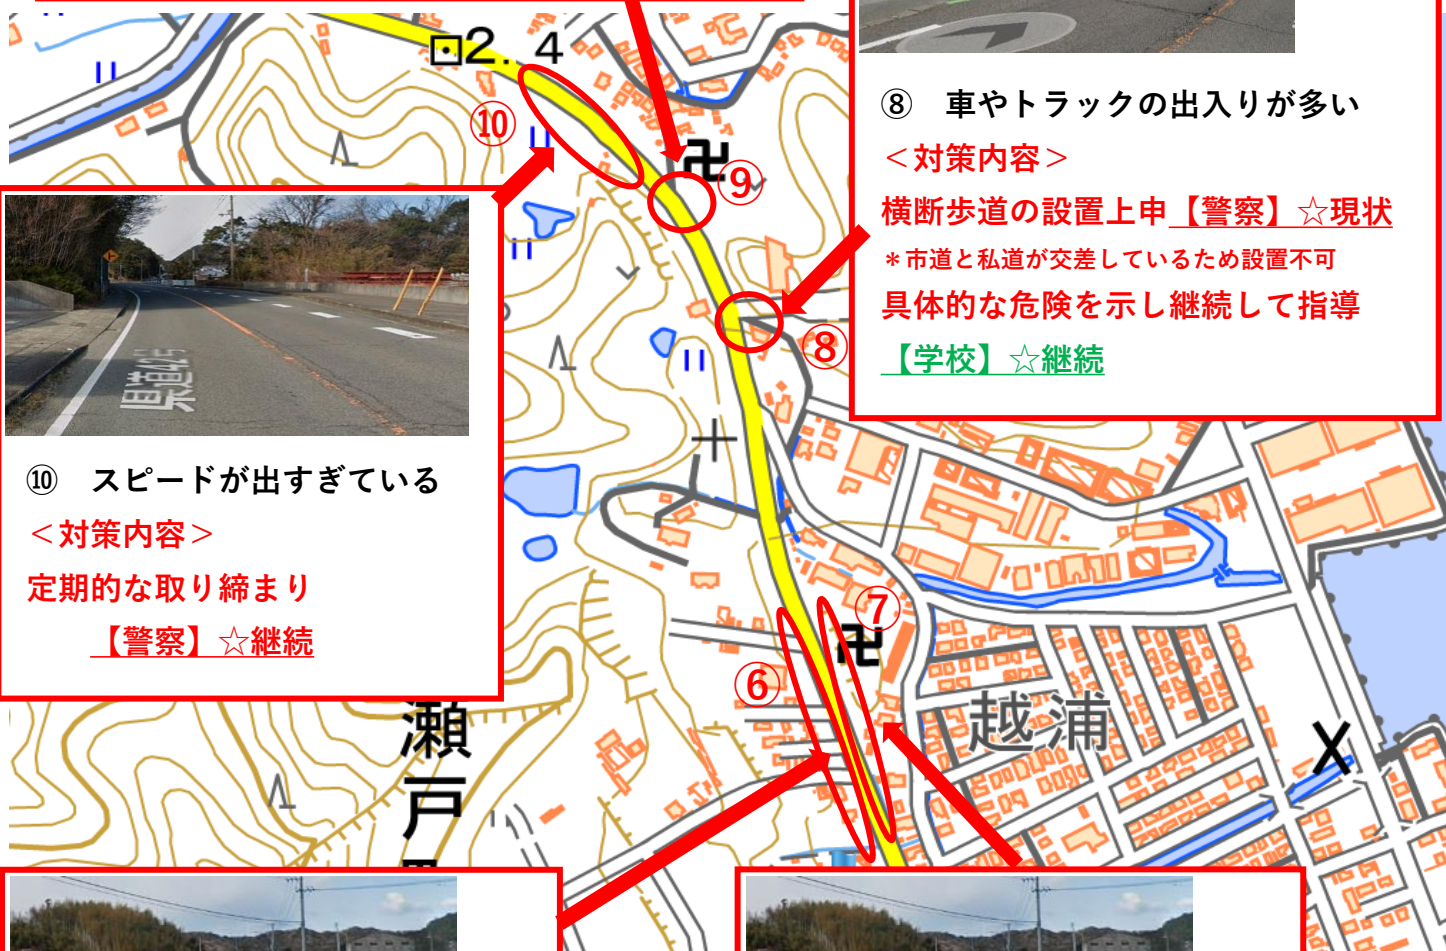 2. 4
⑩
⑨
⑧
⑧　車やトラックの出入りが多い
＜対策内容＞
横断歩道の設置上申【警察】☆現状
＊市道と私道が交差しているため設置不可
具体的な危険を示し継続して指導
【学校】☆継続
県道42号
⑩　スピードが出すぎている
＜対策内容＞
定期的な取り締まり
【警察】☆継続
⑦
⑥
越浦
瀬戸